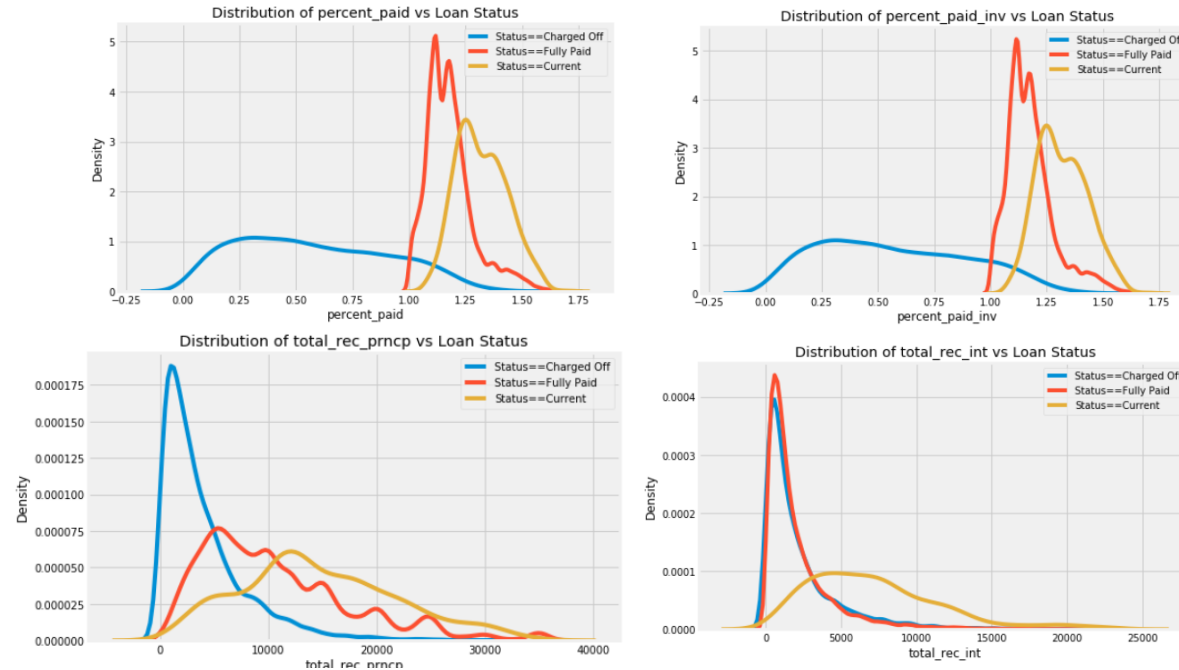 Distribution of percent_paid vs Loan Status
Status==Charged Off
Status==Fully Paid
Status==Current
5
4
3
2
1
0
Density
−0.25 0.00 0.25 0.50 0.75 1.00 1.25 1.50 1.75
percent_paid
Distribution of percent_paid_inv vs Loan Status
Status==Charged Off
Status==Fully Paid
Status==Current
5
4
3
2
1
0
Density
−0.25 0.00 0.25 0.50 0.75 1.00 1.25 1.50 1.75
percent_paid_inv
Distribution of total_rec_prncp vs Loan Status
Status==Charged Off
Status==Fully Paid
Status==Current
0.000175
0.000150
0.000125
0.000100
0.000075
0.000050
0.000025
0.000000
Density
0 10000 20000 30000 40000
total_rec_prncp
Distribution of total_rec_int vs Loan Status
Status==Charged Off
Status==Fully Paid
Status==Current
0.0004
0.0003
0.0002
0.0001
0.0000
Density
0 5000 10000 15000 20000 25000
total_rec_int